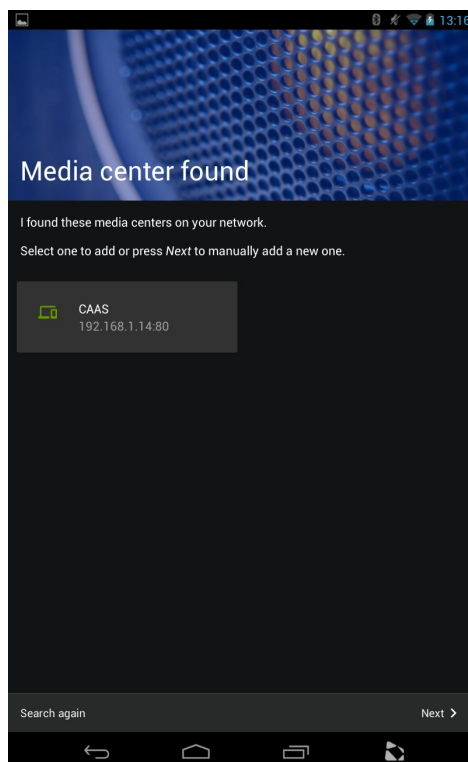 13:16
Media center found
I found these media centers on your network.
Select one to add or press Next to manually add a new one.
CAAS
192.168.1.14:80
Search again
Next